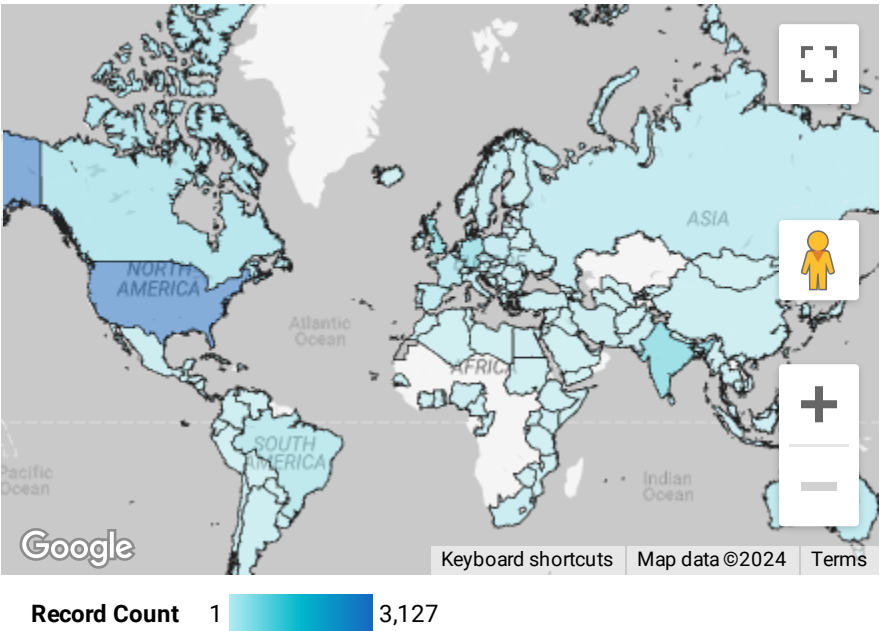 ASIA
EUROPE
NORTH
AMERICA
Atlantic
Ocean
AFRICA
SOUTH
AMERICA
Pacific
Ocean
Indian
Ocean
Google
Keyboard shortcuts
Map data ©2024
Terms
Record Count 1 3,127